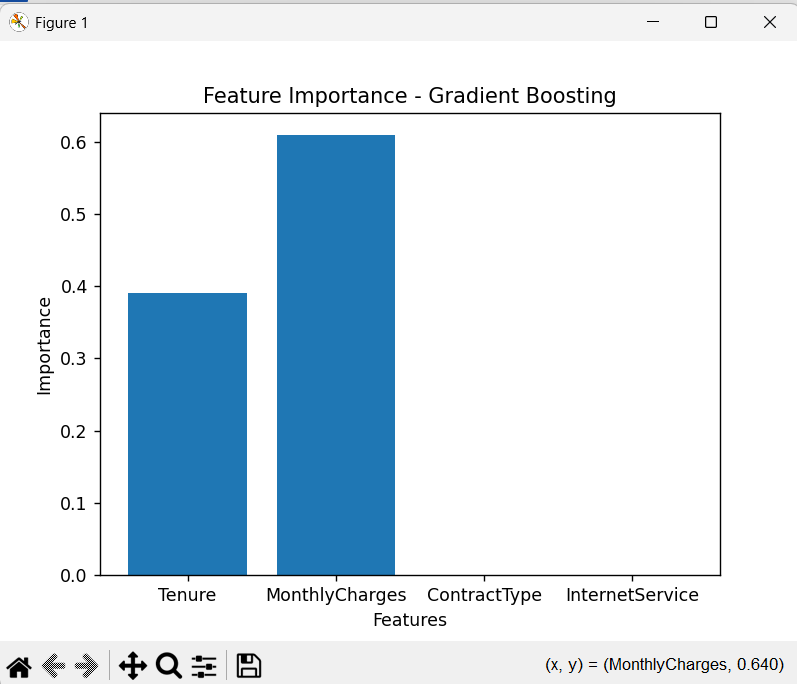 Figure 1
Feature Importance - Gradient Boosting
0.6
0.5
0.4
0.3
0.2
0.1
0.0
Importance
Tenure MonthlyCharges ContractType InternetService
Features
(x, y) = (MonthlyCharges, 0.640)